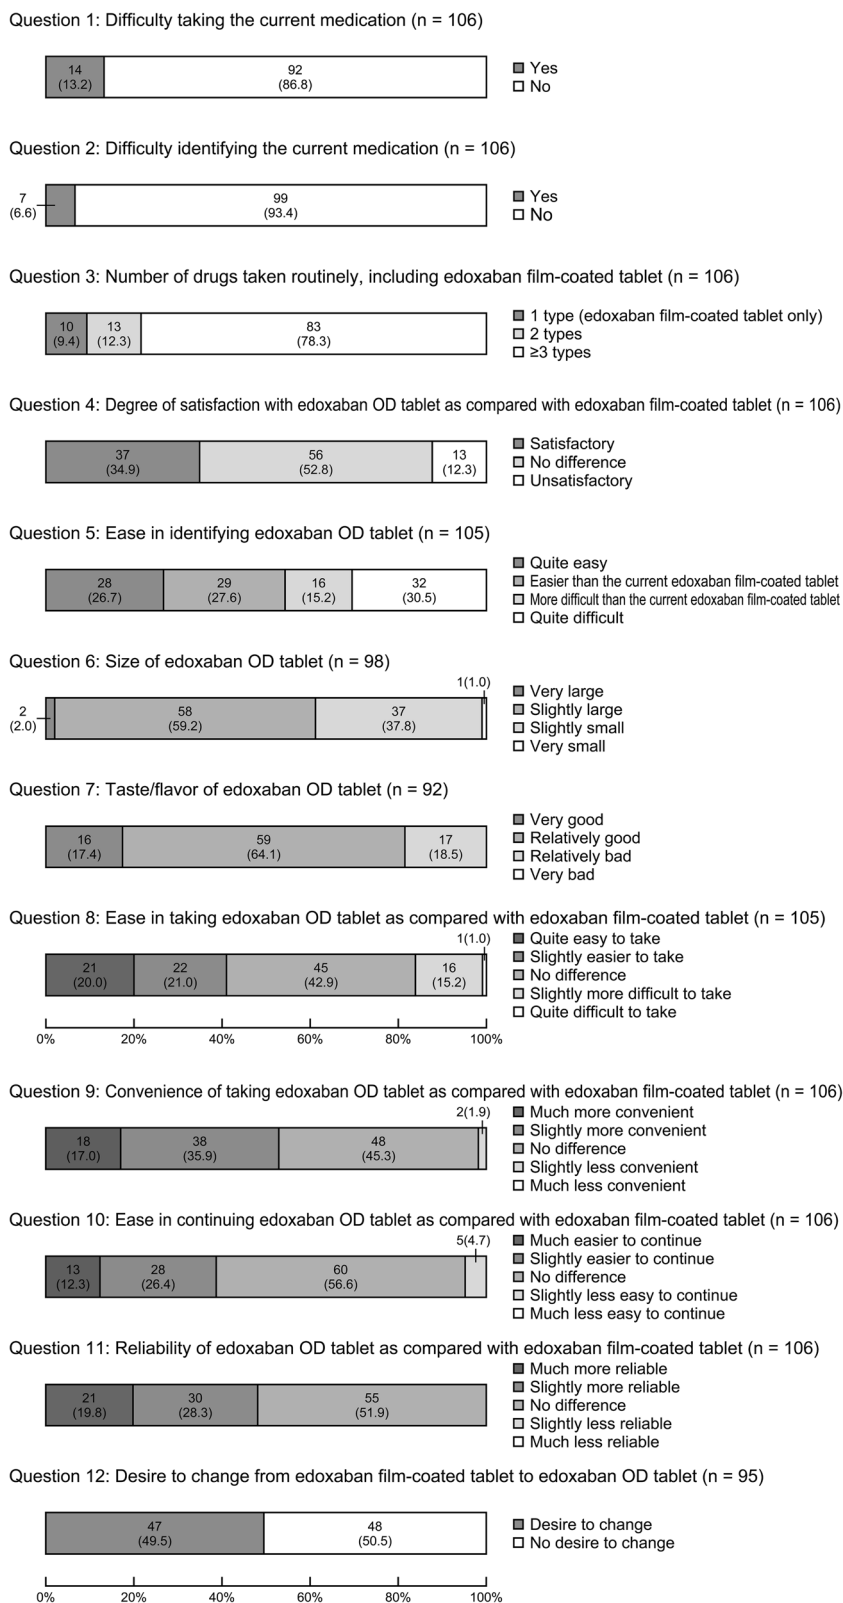 Question 1: Difficulty taking the current medication (n = 106)
14
(13.2)
92
(86.8)
Yes
No
Question 2: Difficulty identifying the current medication (n = 106)
7
(6.6)
99
(93.4)
Yes
No
Question 3: Number of drugs taken routinely, including edoxaban film-coated tablet (n = 106)
10
(9.4)
13
(12.3)
83
(78.3)
1 type (edoxaban film-coated tablet only)
2 types
≥3 types
Question 4: Degree of satisfaction with edoxaban OD tablet as compared with edoxaban film-coated tablet (n = 106)
37
(34.9)
56
(52.8)
13
(12.3)
Satisfactory
No difference
Unsatisfactory
Question 5: Ease in identifying edoxaban OD tablet (n = 105)
28
(26.7)
29
(27.6)
16
(15.2)
32
(30.5)
Quite easy
Easier than the current edoxaban film-coated tablet
More difficult than the current edoxaban film-coated tablet
Quite difficult
Question 6: Size of edoxaban OD tablet (n = 98)
2
(2.0)
58
(59.2)
37
(37.8)
1(1.0)
Very large
Slightly large
Slightly small
Very small
Question 7: Taste/flavor of edoxaban OD tablet (n = 92)
16
(17.4)
59
(64.1)
17
(18.5)
Very good
Relatively good
Relatively bad
Very bad
Question 8: Ease in taking edoxaban OD tablet as compared with edoxaban film-coated tablet (n = 105)
21
(20.0)
22
(21.0)
45
(42.9)
16
(15.2)
1(1.0)
Quite easy to take
Slightly easier to take
No difference
Slightly more difficult to take
Quite difficult to take
0% 20% 40% 60% 80% 100%
Question 9: Convenience of taking edoxaban OD tablet as compared with edoxaban film-coated tablet (n = 106)
18
(17.0)
38
(35.9)
48
(45.3)
2(1.9)
Much more convenient
Slightly more convenient
No difference
Slightly less convenient
Much less convenient
Question 10: Ease in continuing edoxaban OD tablet as compared with edoxaban film-coated tablet (n = 106)
13
(12.3)
28
(26.4)
60
(56.6)
5(4.7)
Much easier to continue
Slightly easier to continue
No difference
Slightly less easy to continue
Much less easy to continue
Question 11: Reliability of edoxaban OD tablet as compared with edoxaban film-coated tablet (n = 106)
21
(19.8)
30
(28.3)
55
(51.9)
Much more reliable
Slightly more reliable
No difference
Slightly less reliable
Much less reliable
Question 12: Desire to change from edoxaban film-coated tablet to edoxaban OD tablet (n = 95)
47
(49.5)
48
(50.5)
Desire to change
No desire to change
0% 20% 40% 60% 80% 100%